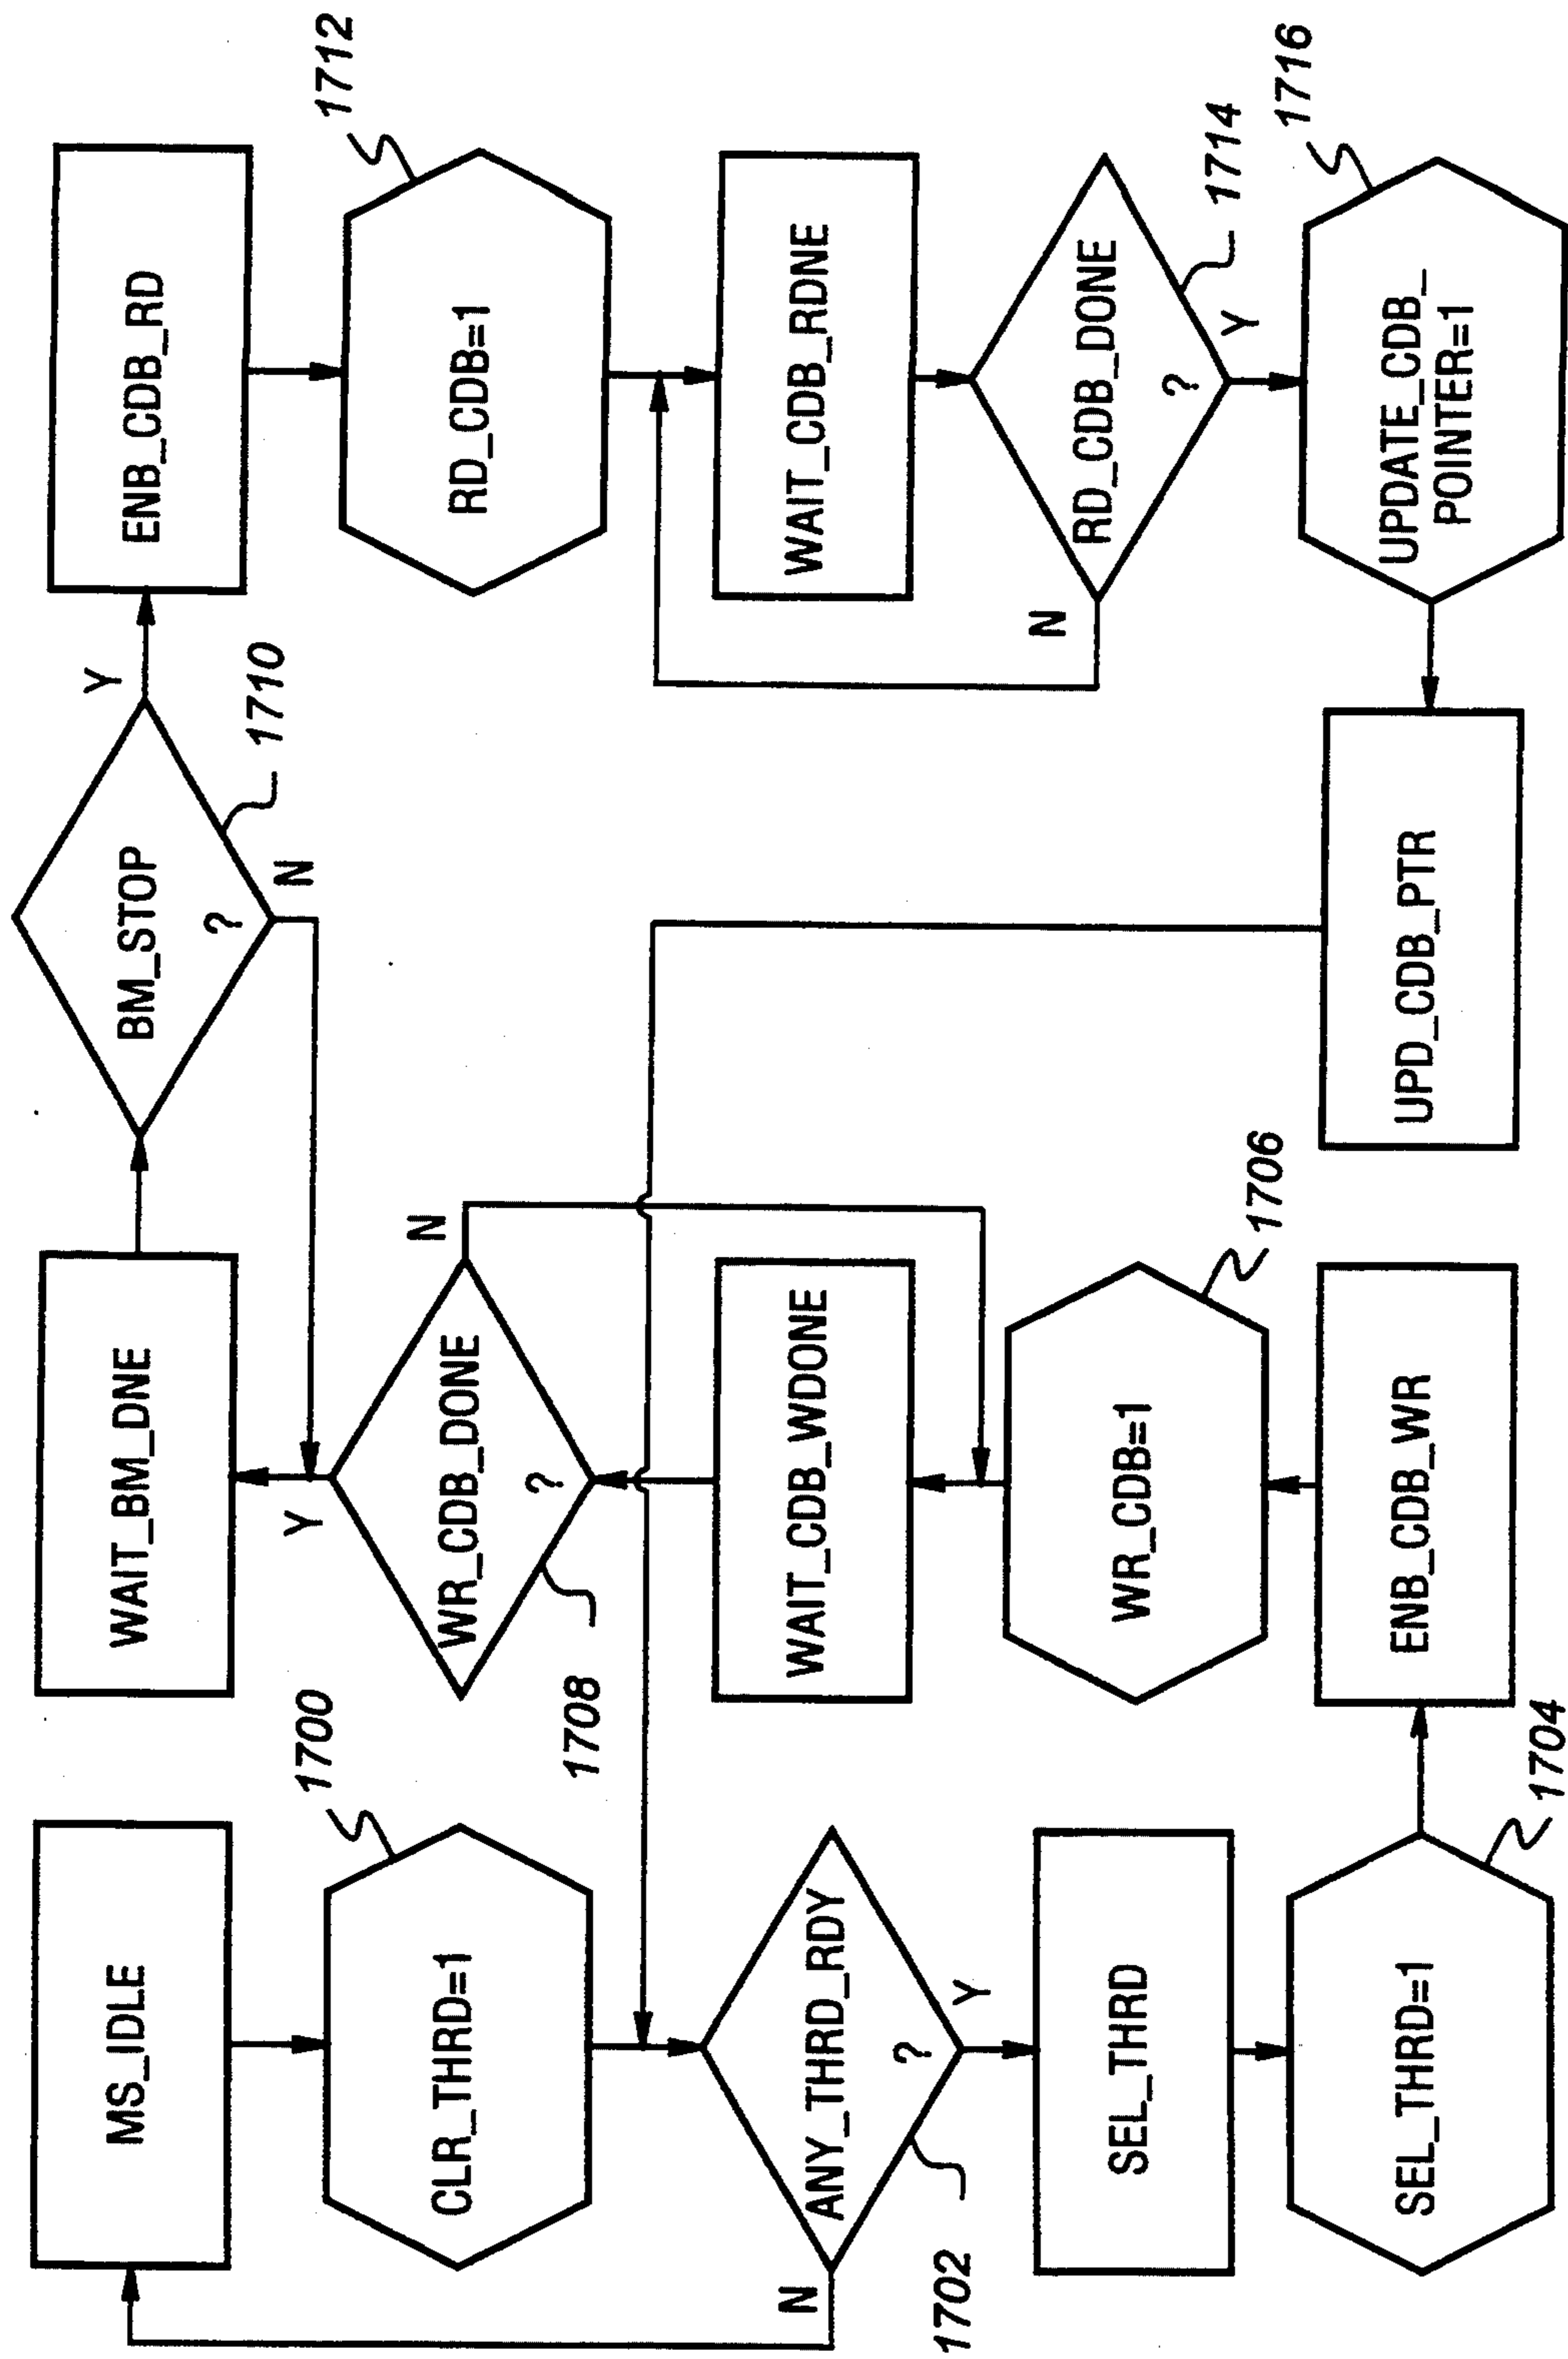 MS_IDLE
1700
CLR_THRD=1
ANY_THRD_RDY
?
N
Y
1702
SEL_THRD
SEL_THRD=1
1704
WAIT_BM_DNE
Y
WR_CDB_DONE
?
N
1708
WAIT_CDB_WDONE
WR_CDB=1
1706
ENB_CDB_WR
BM_STOP
?
Y
N
1710
UPD_CDB_PTR
ENB_CDB_RD
1712
RD_CDB=1
WAIT_CDB_RDNE
N
RD_CDB_DONE
?
Y
1714
1716
UPDATE_CDB_
POINTER=1